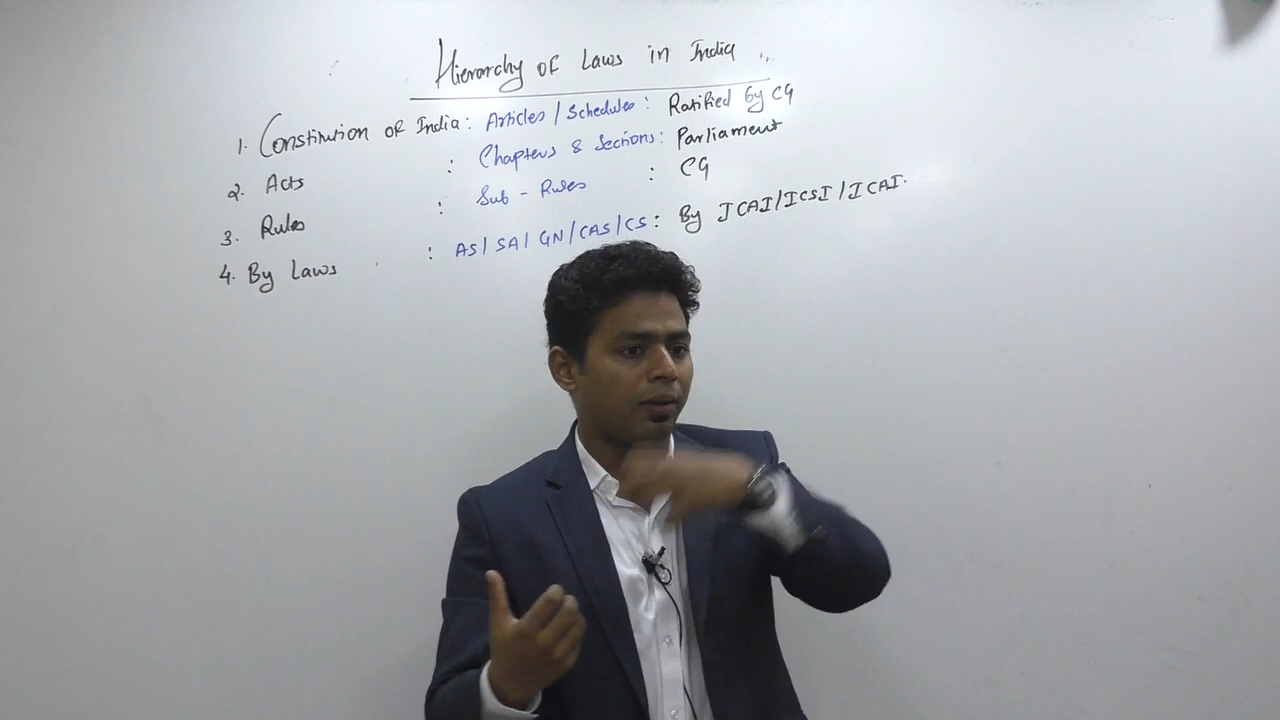 Hierarchy of Laws in India
1. Constitution of India : Articles / Schedules : Ratified by CG
2. Acts : Chapters & Sections : Parliament
3. Rules : Sub - Rules : CG
4. By Laws : AS / SA / GN / CAS / CS : By ICAI / ICSI / ICAI.